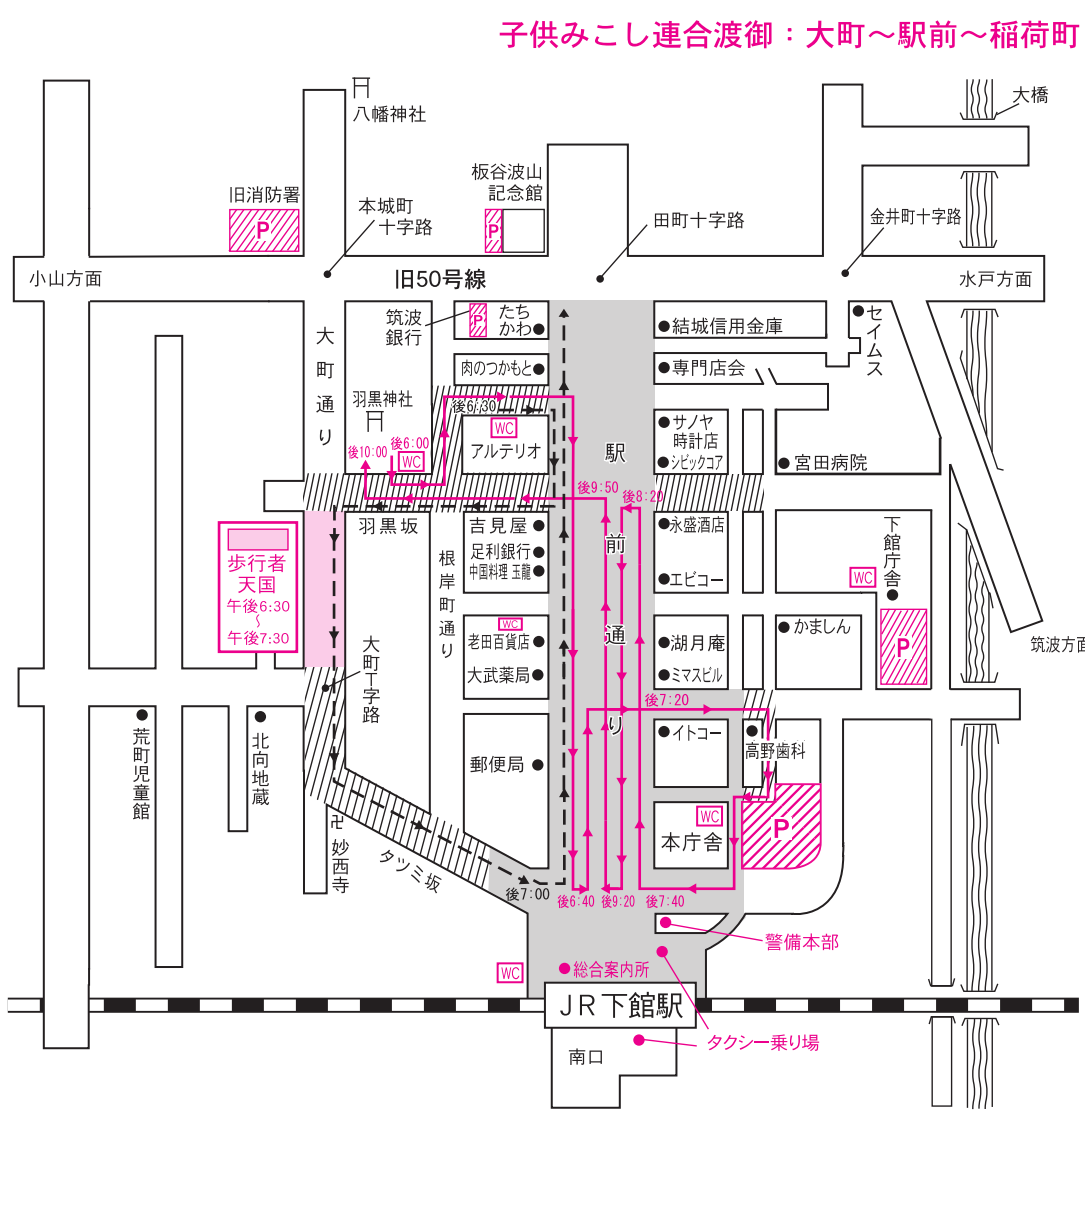 子供みこし連合渡御：大町～駅前～稲荷町
八幡神社
大橋
旧消防署
P
板谷波山
記念館
P
本城町
十字路
田町十字路
金井町十字路
小山方面
旧50号線
水戸方面
大町通り
筑波
銀行
P
たち
かわ
結城信用金庫
セイムス
肉のつかもと
専門店会
羽黒神社
後6:30
WC
アルテリオ
サノヤ
時計店
シビックコア
宮田病院
後10:00
後6:00
WC
駅前通り
後9:50
後8:20
羽黒坂
吉見屋
足利銀行
中国料理 玉龍
永盛酒店
エビコー
下館庁舎
WC
歩行者
天国
午後6:30
～
午後7:30
根岸町通り
WC
老田百貨店
大武薬局
湖月庵
ミマスビル
かましん
P
筑波方面
大町丁字路
後7:20
荒町児童館
北向地蔵
郵便局
イトコー
高野歯科
卍妙西寺
タツミ坂
WC
本庁舎
P
後7:00
後6:40
後9:20
後7:40
警備本部
WC
総合案内所
JR下館駅
タクシー乗り場
南口